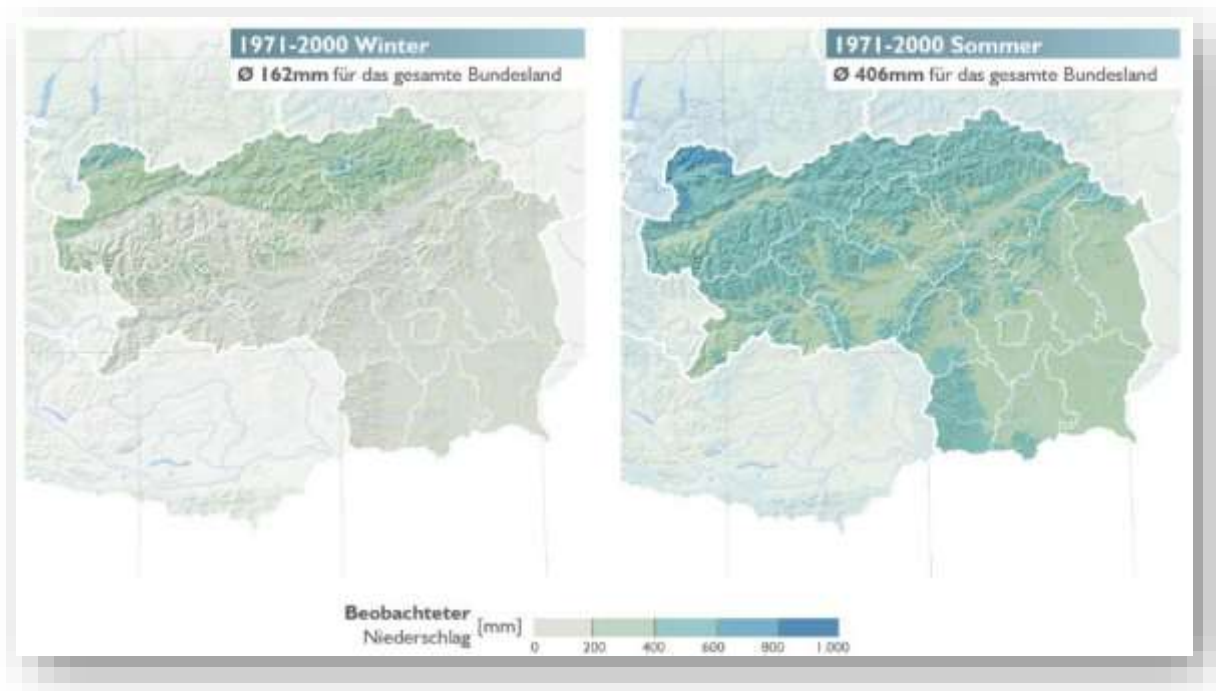 1971-2000 Winter
Ø 162mm für das gesamte Bundesland
1971-2000 Sommer
Ø 406mm für das gesamte Bundesland
Beobachteter
Niederschlag [mm]
0 200 400 600 800 1.000